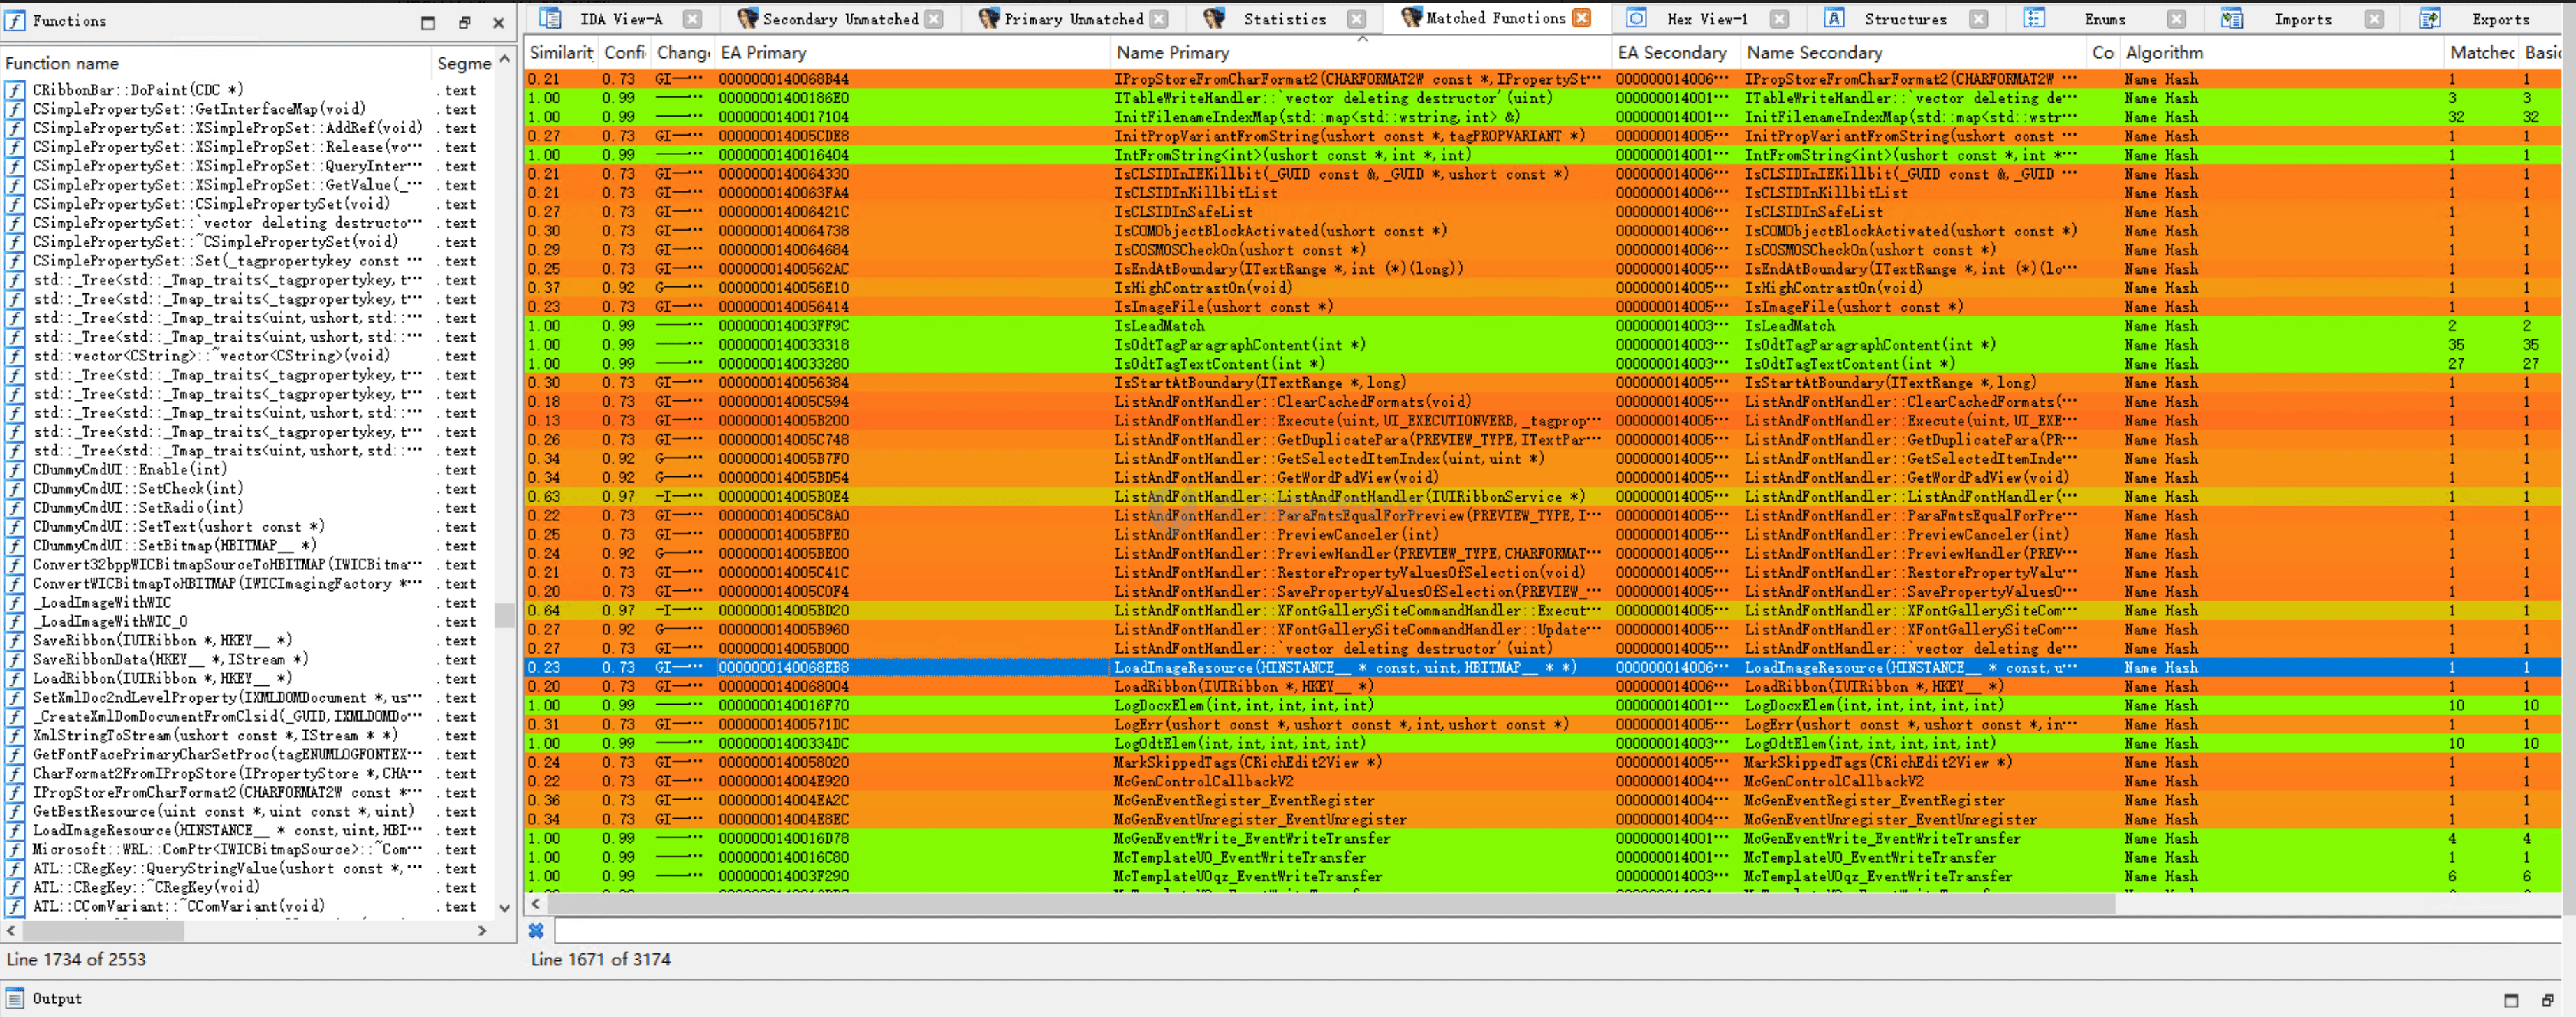 Functions
IDA View-A
Secondary Unmatched
Primary Unmatched
Statistics
Matched Functions
Hex View-1
Structures
Enums
Imports
Exports
Function name Segme
CRibbonBar::DoPaint(CDC *) .text
CSimplePropertySet::GetInterfaceMap(void) .text
CSimplePropertySet::XSimplePropSet::AddRef(void) .text
CSimplePropertySet::XSimplePropSet::Release(vo··· .text
CSimplePropertySet::XSimplePropSet::QueryInter··· .text
CSimplePropertySet::XSimplePropSet::GetValue(_··· .text
CSimplePropertySet::CSimplePropertySet(void) .text
CSimplePropertySet::`vector deleting destructo··· .text
CSimplePropertySet::~CSimplePropertySet(void) .text
CSimplePropertySet::Set(_tagpropertykey const ··· .text
std::_Tree<std::_Tmap_traits<_tagpropertykey, t··· .text
std::_Tree<std::_Tmap_traits<_tagpropertykey, t··· .text
std::_Tree<std::_Tmap_traits<uint, ushort, std::··· .text
std::_Tree<std::_Tmap_traits<uint, ushort, std::··· .text
std::vector<CString>::~vector<CString>(void) .text
std::_Tree<std::_Tmap_traits<_tagpropertykey, t··· .text
std::_Tree<std::_Tmap_traits<_tagpropertykey, t··· .text
std::_Tree<std::_Tmap_traits<uint, ushort, std::··· .text
std::_Tree<std::_Tmap_traits<_tagpropertykey, t··· .text
std::_Tree<std::_Tmap_traits<uint, ushort, std::··· .text
CDummyCmdUI::Enable(int) .text
CDummyCmdUI::SetCheck(int) .text
CDummyCmdUI::SetRadio(int) .text
CDummyCmdUI::SetText(ushort const *) .text
CDummyCmdUI::SetBitmap(HBITMAP__ *) .text
Convert32bppWICBitmapSourceToHBITMAP(IWICBitma··· .text
ConvertWICBitmapToHBITMAP(IWICImagingFactory *··· .text
_LoadImageWithWIC .text
_LoadImageWithWIC_0 .text
SaveRibbon(IUIRibbon *, HKEY__ *) .text
SaveRibbonData(HKEY__ *, IStream *) .text
LoadRibbon(IUIRibbon *, HKEY__ *) .text
SetXmlDoc2ndLevelProperty(IXMLDOMDocument *, us··· .text
_CreateXmlDomDocumentFromClsid(_GUID, IXMLDOMDo··· .text
XmlStringToStream(ushort const *, IStream * *) .text
GetFontFacePrimaryCharSetProc(tagENUMLOGFONTEX··· .text
CharFormat2FromIPropStore(IPropertyStore *, CHA··· .text
IPropStoreFromCharFormat2(CHARFORMAT2W const *··· .text
GetBestResource(uint const *, uint const *, uint) .text
LoadImageResource(HINSTANCE__ * const, uint, HBI··· .text
Microsoft::WRL::ComPtr<IWICBitmapSource>::~Com··· .text
ATL::CRegKey::QueryStringValue(ushort const *, ··· .text
ATL::CRegKey::~CRegKey(void) .text
ATL::CComVariant::~CComVariant(void) .text
Line 1734 of 2553
Similarit Confi Chang EA Primary Name Primary EA Secondary Name Secondary Co Algorithm Matched Basic
0.21 0.73 GI—··· 0000000140068B44 IPropStoreFromCharFormat2(CHARFORMAT2W const *, IPropertySt··· 000000014006··· IPropStoreFromCharFormat2(CHARFORMAT2W ··· Name Hash 1 1
1.00 0.99 ——··· 00000001400186E0 ITableWriteHandler::`vector deleting destructor'(uint) 000000014001··· ITableWriteHandler::`vector deleting de··· Name Hash 3 3
1.00 0.99 ——··· 0000000140017104 InitFilenameIndexMap(std::map<std::wstring, int> &) 000000014001··· InitFilenameIndexMap(std::map<std::wstr··· Name Hash 32 32
0.27 0.73 GI—··· 000000014005CDE8 InitPropVariantFromString(ushort const *, tagPROPVARIANT *) 000000014005··· InitPropVariantFromString(ushort const ··· Name Hash 1 1
1.00 0.99 ——··· 0000000140016404 IntFromString<int>(ushort const *, int *, int) 000000014001··· IntFromString<int>(ushort const *, int *··· Name Hash 1 1
0.21 0.73 GI—··· 0000000140064330 IsCLSIDInIEKillbit(_GUID const &, _GUID *, ushort const *) 000000014006··· IsCLSIDInIEKillbit(_GUID const &, _GUID ··· Name Hash 1 1
0.21 0.73 GI—··· 0000000140063FA4 IsCLSIDInKillbitList 000000014006··· IsCLSIDInKillbitList Name Hash 1 1
0.27 0.73 GI—··· 000000014006421C IsCLSIDInSafeList 000000014006··· IsCLSIDInSafeList Name Hash 1 1
0.30 0.73 GI—··· 0000000140064738 IsCOMObjectBlockActivated(ushort const *) 000000014006··· IsCOMObjectBlockActivated(ushort const *) Name Hash 1 1
0.29 0.73 GI—··· 0000000140064684 IsCOSMOSCheckOn(ushort const *) 000000014006··· IsCOSMOSCheckOn(ushort const *) Name Hash 1 1
0.25 0.73 GI—··· 00000001400562AC IsEndAtBoundary(ITextRange *, int (*)(long)) 000000014005··· IsEndAtBoundary(ITextRange *, int (*)(lo··· Name Hash 1 1
0.37 0.92 G——··· 0000000140056E10 IsHighContrastOn(void) 000000014005··· IsHighContrastOn(void) Name Hash 1 1
0.23 0.73 GI—··· 0000000140056414 IsImageFile(ushort const *) 000000014005··· IsImageFile(ushort const *) Name Hash 1 1
1.00 0.99 ——··· 000000014003FF9C IsLeadMatch 000000014003··· IsLeadMatch Name Hash 2 2
1.00 0.99 ——··· 0000000140033318 IsOdtTagParagraphContent(int *) 000000014003··· IsOdtTagParagraphContent(int *) Name Hash 35 35
1.00 0.99 ——··· 0000000140033280 IsOdtTagTextContent(int *) 000000014003··· IsOdtTagTextContent(int *) Name Hash 27 27
0.30 0.73 GI—··· 0000000140056384 IsStartAtBoundary(ITextRange *, long) 000000014005··· IsStartAtBoundary(ITextRange *, long) Name Hash 1 1
0.18 0.73 GI—··· 000000014005C594 ListAndFontHandler::ClearCachedFormats(void) 000000014005··· ListAndFontHandler::ClearCachedFormats(··· Name Hash 1 1
0.13 0.73 GI—··· 000000014005B200 ListAndFontHandler::Execute(uint, UI_EXECUTIONVERB, _tagprop··· 000000014005··· ListAndFontHandler::Execute(uint, UI_EXE··· Name Hash 1 1
0.26 0.73 GI—··· 000000014005C748 ListAndFontHandler::GetDuplicatePara(PREVIEW_TYPE, ITextPar··· 000000014005··· ListAndFontHandler::GetDuplicatePara(PR··· Name Hash 1 1
0.34 0.92 G——··· 000000014005B7F0 ListAndFontHandler::GetSelectedItemIndex(uint, uint *) 000000014005··· ListAndFontHandler::GetSelectedItemInde··· Name Hash 1 1
0.34 0.92 G——··· 000000014005BD54 ListAndFontHandler::GetWordPadView(void) 000000014005··· ListAndFontHandler::GetWordPadView(void) Name Hash 1 1
0.63 0.97 -I—··· 000000014005B0E4 ListAndFontHandler::ListAndFontHandler(IUIRibbonService *) 000000014005··· ListAndFontHandler::ListAndFontHandler(··· Name Hash 1 1
0.22 0.73 GI—··· 000000014005C8A0 ListAndFontHandler::ParaFmtsEqualForPreview(PREVIEW_TYPE, I··· 000000014005··· ListAndFontHandler::ParaFmtsEqualForPre··· Name Hash 1 1
0.25 0.73 GI—··· 000000014005BFE0 ListAndFontHandler::PreviewCanceler(int) 000000014005··· ListAndFontHandler::PreviewCanceler(int) Name Hash 1 1
0.24 0.92 G——··· 000000014005BE00 ListAndFontHandler::PreviewHandler(PREVIEW_TYPE, CHARFORMAT··· 000000014005··· ListAndFontHandler::PreviewHandler(PREV··· Name Hash 1 1
0.21 0.73 GI—··· 000000014005C41C ListAndFontHandler::RestorePropertyValuesOfSelection(void) 000000014005··· ListAndFontHandler::RestorePropertyValu··· Name Hash 1 1
0.20 0.73 GI—··· 000000014005C0F4 ListAndFontHandler::SavePropertyValuesOfSelection(PREVIEW_··· 000000014005··· ListAndFontHandler::SavePropertyValuesO··· Name Hash 1 1
0.64 0.97 -I—··· 000000014005BD20 ListAndFontHandler::XFontGallerySiteCommandHandler::Execut··· 000000014005··· ListAndFontHandler::XFontGallerySiteCom··· Name Hash 1 1
0.27 0.92 G——··· 000000014005B960 ListAndFontHandler::XFontGallerySiteCommandHandler::Update··· 000000014005··· ListAndFontHandler::XFontGallerySiteCom··· Name Hash 1 1
0.27 0.73 GI—··· 000000014005B000 ListAndFontHandler::`vector deleting destructor'(uint) 000000014005··· ListAndFontHandler::`vector deleting de··· Name Hash 1 1
0.23 0.73 GI—··· 0000000140068EB8 LoadImageResource(HINSTANCE__ * const, uint, HBITMAP__ * *) 000000014006··· LoadImageResource(HINSTANCE__ * const, u··· Name Hash 1 1
0.20 0.73 GI—··· 0000000140068004 LoadRibbon(IUIRibbon *, HKEY__ *) 000000014006··· LoadRibbon(IUIRibbon *, HKEY__ *) Name Hash 1 1
1.00 0.99 ——··· 0000000140016F70 LogDocxElem(int, int, int, int, int) 000000014001··· LogDocxElem(int, int, int, int, int) Name Hash 10 10
0.31 0.73 GI—··· 00000001400571DC LogErr(ushort const *, ushort const *, int, ushort const *) 000000014005··· LogErr(ushort const *, ushort const *, in··· Name Hash 1 1
1.00 0.99 ——··· 00000001400334DC LogOdtElem(int, int, int, int, int) 000000014003··· LogOdtElem(int, int, int, int, int) Name Hash 10 10
0.24 0.73 GI—··· 0000000140058020 MarkSkippedTags(CRichEdit2View *) 000000014005··· MarkSkippedTags(CRichEdit2View *) Name Hash 1 1
0.22 0.73 GI—··· 000000014004E920 McGenControlCallbackV2 000000014004··· McGenControlCallbackV2 Name Hash 1 1
0.36 0.73 GI—··· 000000014004EA2C McGenEventRegister_EventRegister 000000014004··· McGenEventRegister_EventRegister Name Hash 1 1
0.34 0.73 GI—··· 000000014004E8EC McGenEventUnregister_EventUnregister 000000014004··· McGenEventUnregister_EventUnregister Name Hash 1 1
1.00 0.99 ——··· 0000000140016D78 McGenEventWrite_EventWriteTransfer 000000014001··· McGenEventWrite_EventWriteTransfer Name Hash 4 4
1.00 0.99 ——··· 0000000140016C80 McTemplateU0_EventWriteTransfer 000000014001··· McTemplateU0_EventWriteTransfer Name Hash 1 1
1.00 0.99 ——··· 000000014003F290 McTemplateU0qz_EventWriteTransfer 000000014003··· McTemplateU0qz_EventWriteTransfer Name Hash 6 6
Line 1671 of 3174
Output